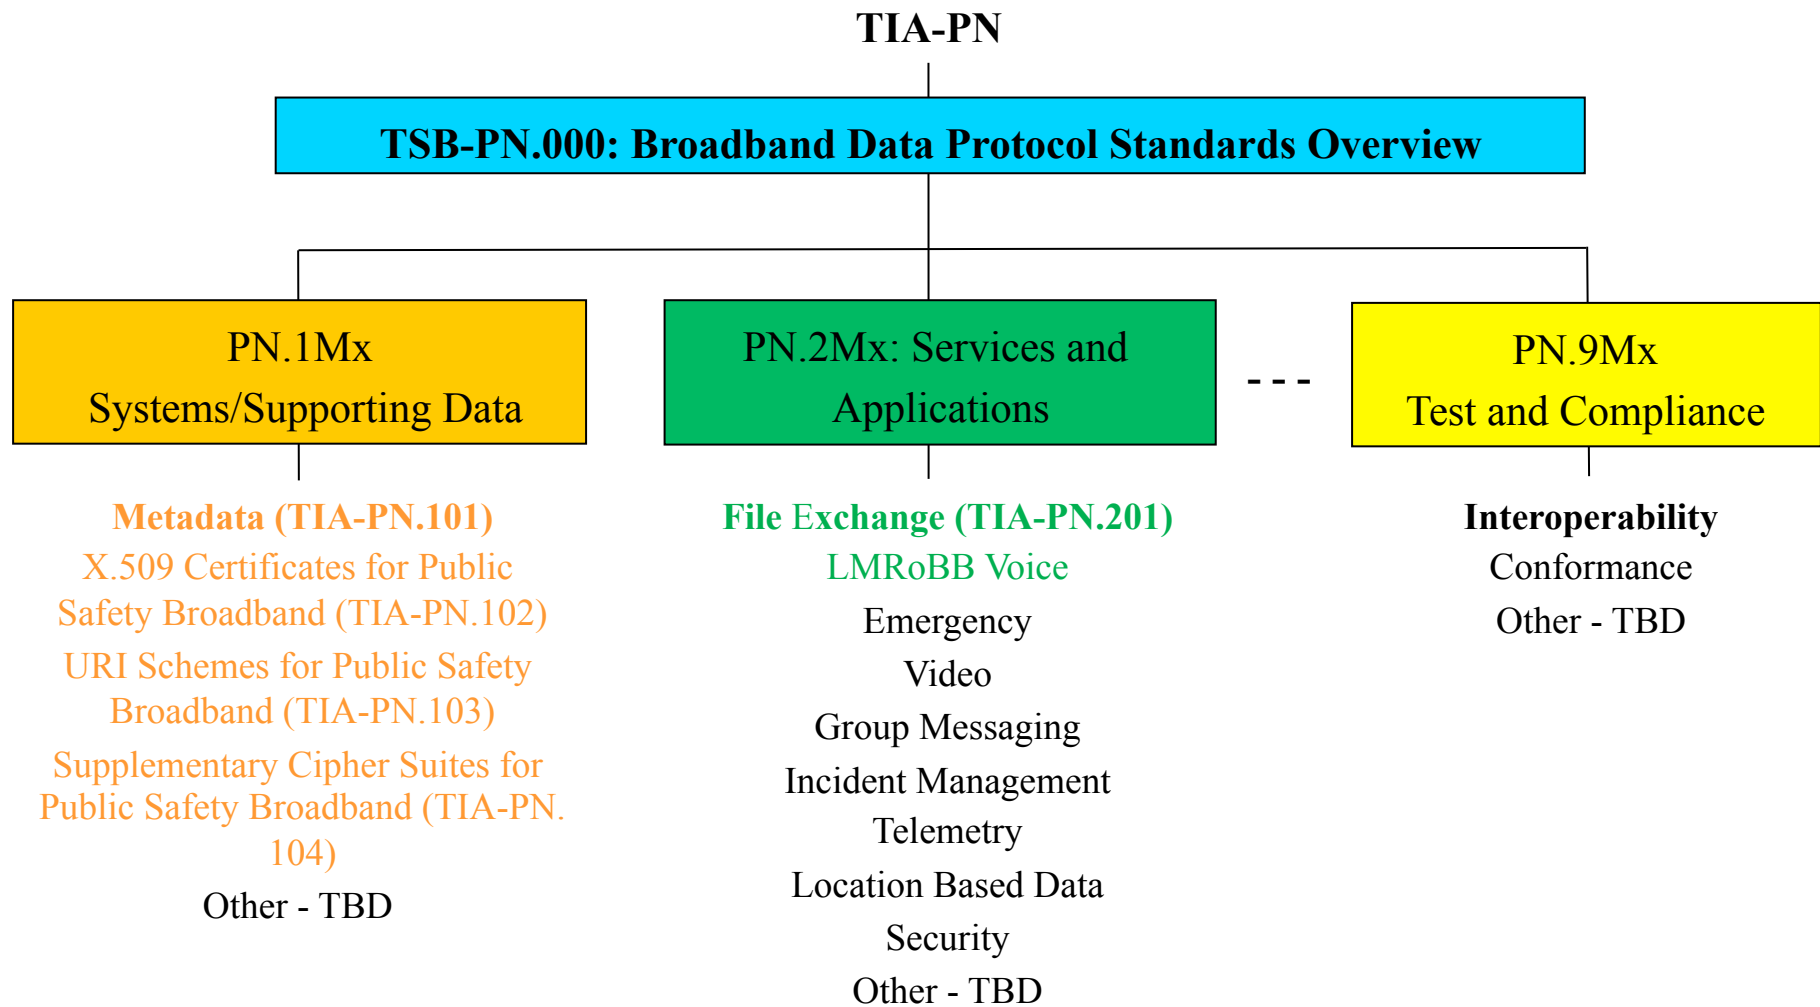 TIA-PN
TSB-PN.000: Broadband Data Protocol Standards Overview
PN.1Mx
Systems/Supporting Data
PN.2Mx: Services and
Applications
- - -
PN.9Mx
Test and Compliance
Metadata (TIA-PN.101)
X.509 Certificates for Public
Safety Broadband (TIA-PN.102)
URI Schemes for Public Safety
Broadband (TIA-PN.103)
Supplementary Cipher Suites for
Public Safety Broadband (TIA-PN.
104)
Other - TBD
File Exchange (TIA-PN.201)
LMRoBB Voice
Emergency
Video
Group Messaging
Incident Management
Telemetry
Location Based Data
Security
Other - TBD
Interoperability
Conformance
Other - TBD